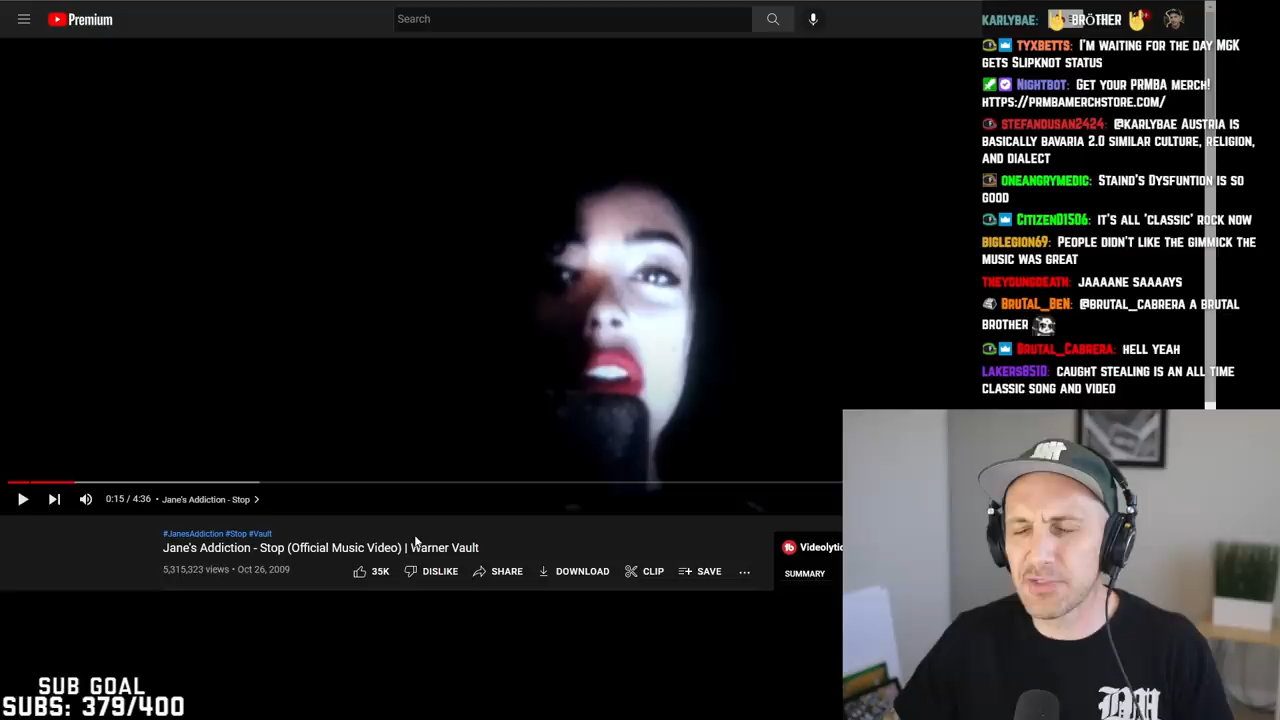 Premium
Search
KARLYBAE: BRÖTHER
TYXBETTS: I'M WAITING FOR THE DAY MGK
GETS SLIPKNOT STATUS
NIGHTBOT: GET YOUR PRMBA MERCH!
HTTPS://PRMBAMERCHSTORE.COM/
STEFANDUSAN2424: @KARLYBAE AUSTRIA IS
BASICALLY BAVARIA 2.0 SIMILAR CULTURE, RELIGION,
AND DIALECT
ONEANGRYMEDIC: STAIND'S DYSFUNTION IS SO
GOOD
CITIZEND1506: IT'S ALL 'CLASSIC' ROCK NOW
BIGLEGION69: PEOPLE DIDN'T LIKE THE GIMMICK THE
MUSIC WAS GREAT
THEYOUNGDEATH: JAAAANE SAAAAYS
BRUTAL_BEN: @BRUTAL_CABRERA A BRUTAL
BROTHER
BRUTAL_CABRERA: HELL YEAH
LAKERS8510: CAUGHT STEALING IS AN ALL TIME
CLASSIC SONG AND VIDEO
0:15 / 4:36 • Jane's Addiction - Stop
#JanesAddiction #Stop #Vault
Jane's Addiction - Stop (Official Music Video) | Warner Vault
5,315,323 views • Oct 26, 2009
35K DISLIKE SHARE DOWNLOAD CLIP SAVE
Videolytic
SUMMARY
SUB GOAL
SUBS: 379/400